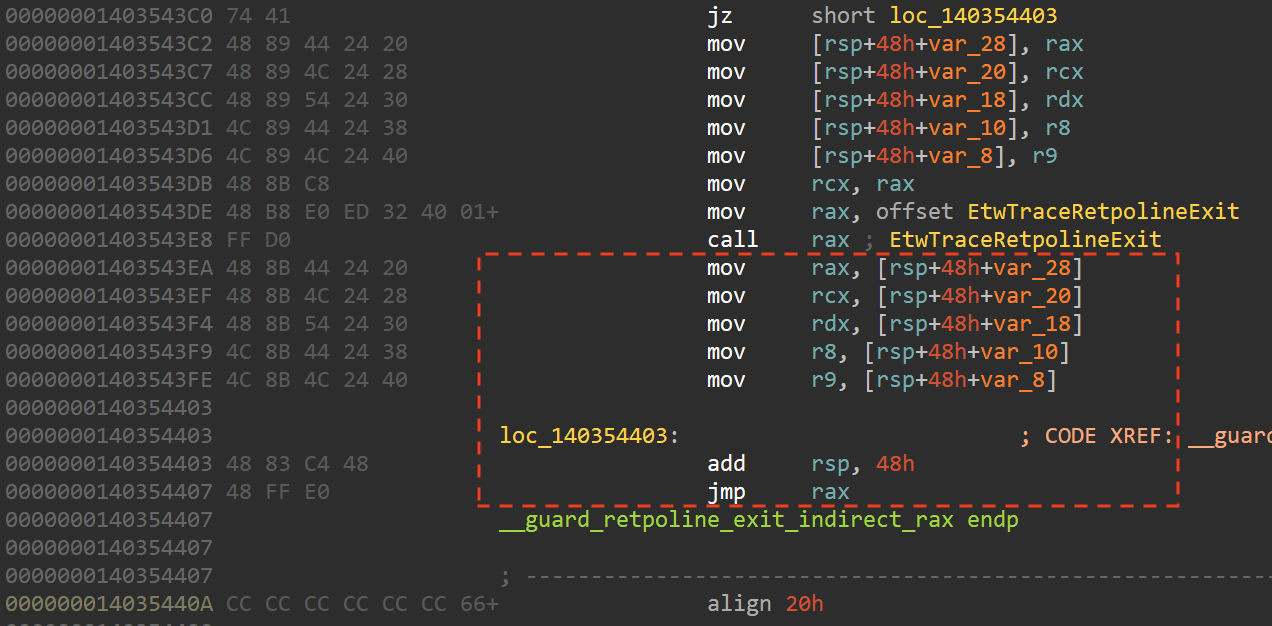 00000001403543C0 74 41 jz short loc_140354403
00000001403543C2 48 89 44 24 20 mov [rsp+48h+var_28], rax
00000001403543C7 48 89 4C 24 28 mov [rsp+48h+var_20], rcx
00000001403543CC 48 89 54 24 30 mov [rsp+48h+var_18], rdx
00000001403543D1 4C 89 44 24 38 mov [rsp+48h+var_10], r8
00000001403543D6 4C 89 4C 24 40 mov [rsp+48h+var_8], r9
00000001403543DB 48 8B C8 mov rcx, rax
00000001403543DE 48 B8 E0 ED 32 40 01+ mov rax, offset EtwTraceRetpolineExit
00000001403543E8 FF D0 call rax ; EtwTraceRetpolineExit
00000001403543EA 48 8B 44 24 20 mov rax, [rsp+48h+var_28]
00000001403543EF 48 8B 4C 24 28 mov rcx, [rsp+48h+var_20]
00000001403543F4 48 8B 54 24 30 mov rdx, [rsp+48h+var_18]
00000001403543F9 4C 8B 44 24 38 mov r8, [rsp+48h+var_10]
00000001403543FE 4C 8B 4C 24 40 mov r9, [rsp+48h+var_8]
0000000140354403
0000000140354403 loc_140354403: ; CODE XREF: __guard
0000000140354403 48 83 C4 48 add rsp, 48h
0000000140354407 48 FF E0 jmp rax
0000000140354407 __guard_retpoline_exit_indirect_rax endp
0000000140354407
0000000140354407 ; ---------------------------------------------------------
000000014035440A CC CC CC CC CC CC 66+ align 20h